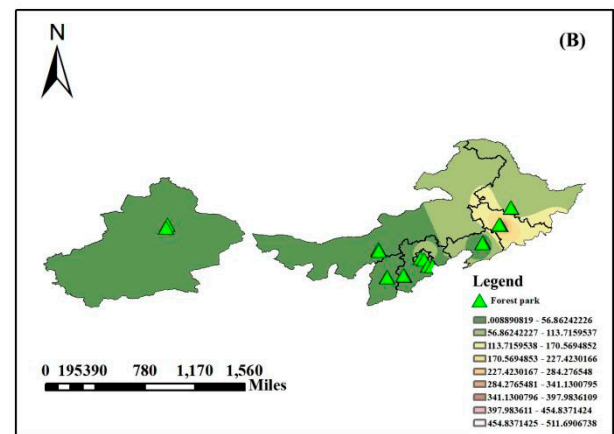 N
(B)
Legend
Forest park
.008890819 - 56.86242226
56.86242227 - 113.7159537
113.7159538 - 170.5694852
170.5694853 - 227.4230166
227.4230167 - 284.276548
284.2765481 - 341.1300795
341.1300796 - 397.9836109
397.983611 - 454.8371424
454.8371425 - 511.6906738
0 195390 780 1,170 1,560
Miles